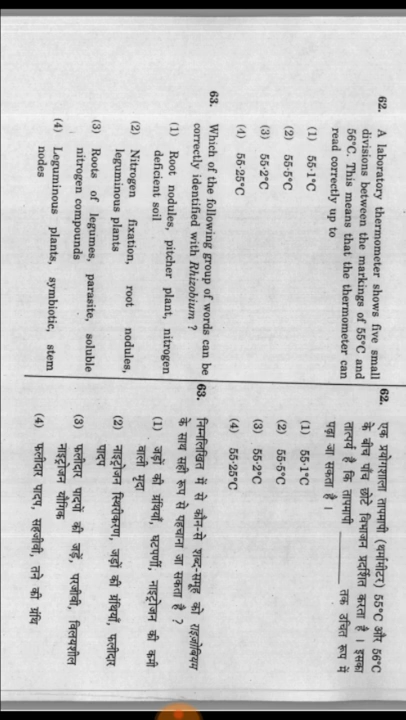 62. A laboratory thermometer shows five small
divisions between the markings of 55°C and
56°C. This means that the thermometer can
read correctly up to
(1) 55·1°C
(2) 55·5°C
(3) 55·2°C
(4) 55·25°C
63. Which of the following group of words can be
correctly identified with Rhizobium ?
(1) Root nodules, pitcher plant, nitrogen
deficient soil
(2) Nitrogen fixation, root nodules,
leguminous plants
(3) Roots of legumes, parasite, soluble
nitrogen compounds
(4) Leguminous plants, symbiotic, stem
nodes
62. एक प्रयोगशाला तापमापी (थर्मामीटर) 55°C और 56°C
के बीच पाँच छोटे विभाजन प्रदर्शित करता है । इसका
तात्पर्य है कि तापमापी ________ तक उचित रूप में
पढ़ा जा सकता है ।
(1) 55·1°C
(2) 55·5°C
(3) 55·2°C
(4) 55·25°C
63. निम्नलिखित में से कौन-से शब्द-समूह को राइज़ोबियम
के साथ सही रूप से पहचाना जा सकता है ?
(1) जड़ों की ग्रंथियाँ, घटपर्णी, नाइट्रोजन की कमी
वाली मृदा
(2) नाइट्रोजन स्थिरीकरण, जड़ों की ग्रंथियाँ, फलीदार
पादप
(3) फलीदार पादपों की जड़ें, परजीवी, विलयशील
नाइट्रोजन यौगिक
(4) फलीदार पादप, सहजीवी, तने की ग्रंथि